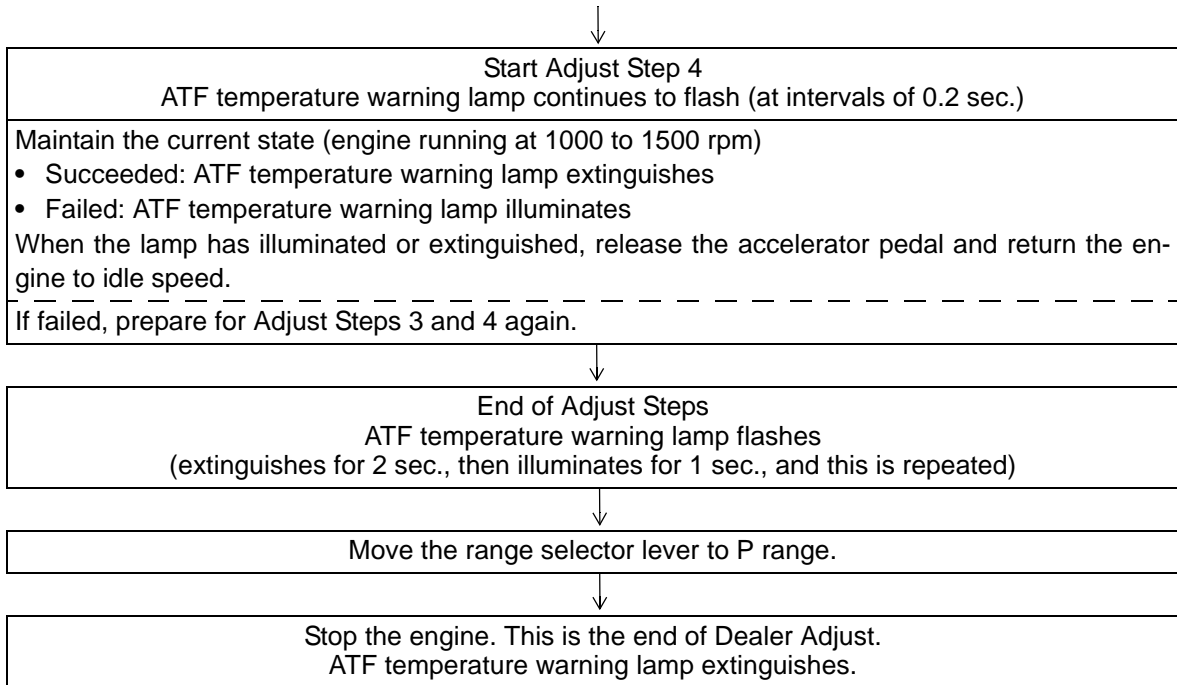 Start Adjust Step 4
ATF temperature warning lamp continues to flash (at intervals of 0.2 sec.)
Maintain the current state (engine running at 1000 to 1500 rpm)
• Succeeded: ATF temperature warning lamp extinguishes
• Failed: ATF temperature warning lamp illuminates
When the lamp has illuminated or extinguished, release the accelerator pedal and return the en-
gine to idle speed.
If failed, prepare for Adjust Steps 3 and 4 again.
End of Adjust Steps
ATF temperature warning lamp flashes
(extinguishes for 2 sec., then illuminates for 1 sec., and this is repeated)
Move the range selector lever to P range.
Stop the engine. This is the end of Dealer Adjust.
ATF temperature warning lamp extinguishes.